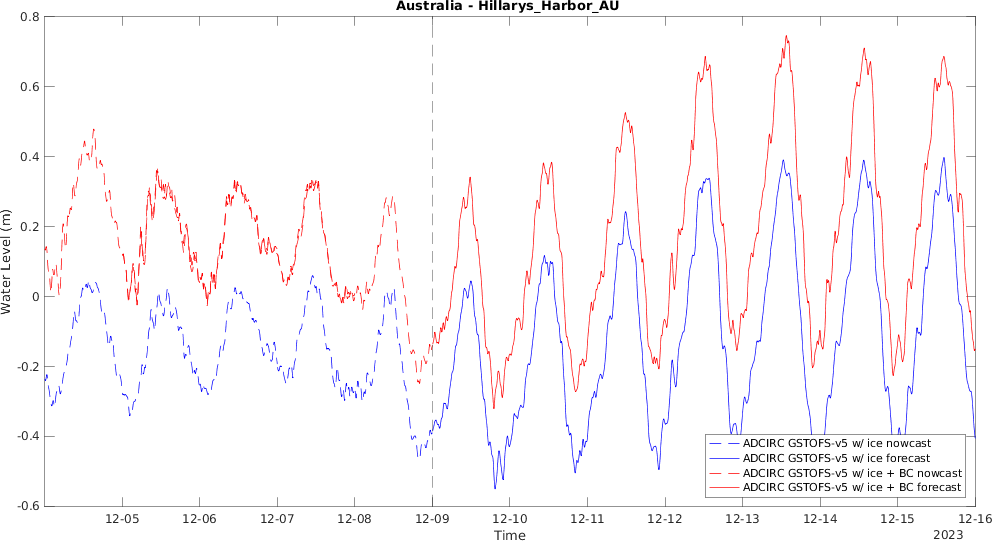 Australia - Hillarys_Harbor_AU
0.8
0.6
0.4
0.2
0
-0.2
-0.4
-0.6
Water Level (m)
12-05 12-06 12-07 12-08 12-09 12-10 12-11 12-12 12-13 12-14 12-15 12-16
Time
2023
ADCIRC GSTOFS-v5 w/ ice nowcast
ADCIRC GSTOFS-v5 w/ ice forecast
ADCIRC GSTOFS-v5 w/ ice + BC nowcast
ADCIRC GSTOFS-v5 w/ ice + BC forecast